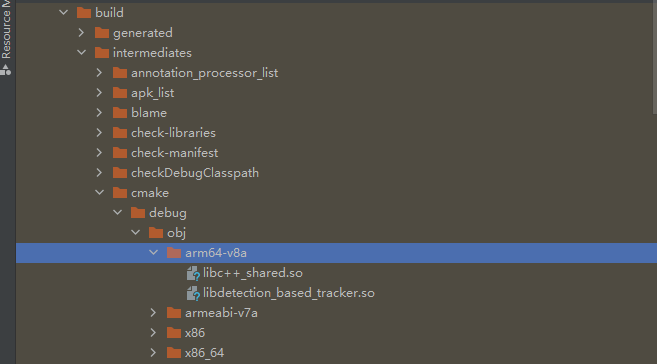 Resource M
build
generated
intermediates
annotation_processor_list
apk_list
blame
check-libraries
check-manifest
checkDebugClasspath
cmake
debug
obj
arm64-v8a
libc++_shared.so
libdetection_based_tracker.so
armeabi-v7a
x86
x86_64